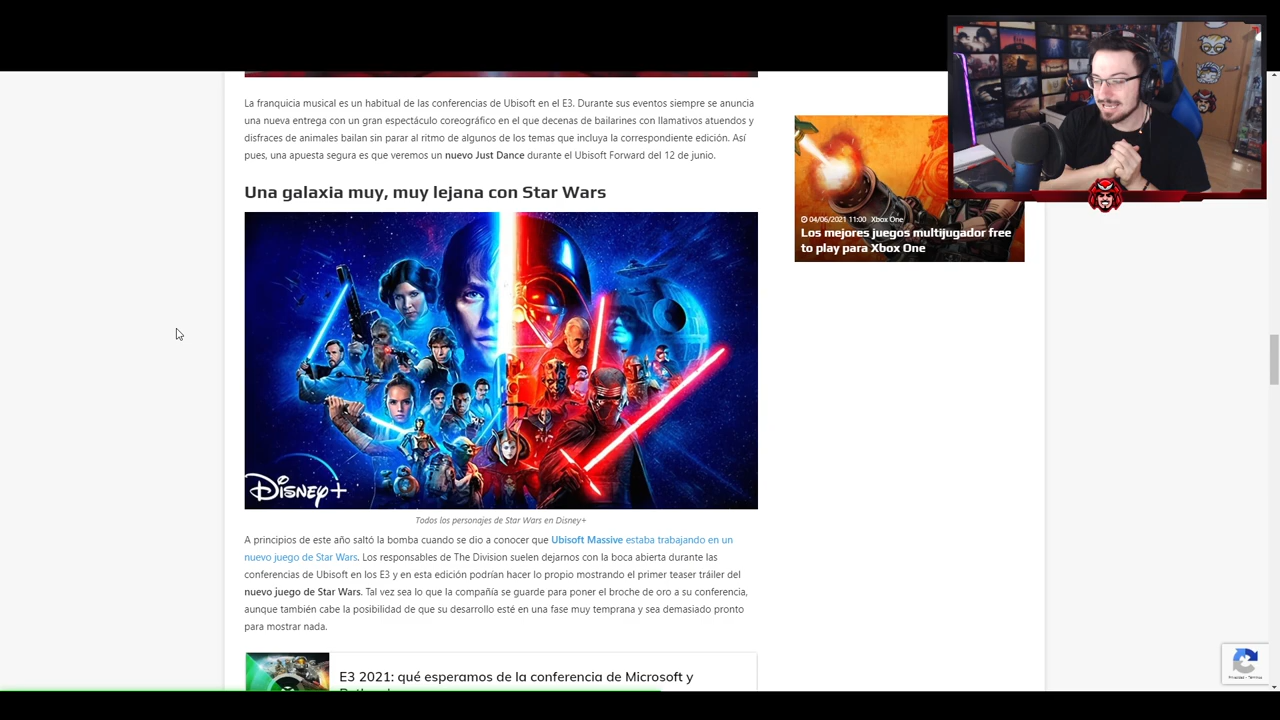 La franquicia musical es un habitual de las conferencias de Ubisoft en el E3. Durante sus eventos siempre se anuncia
una nueva entrega con un gran espectáculo coreográfico en el que decenas de bailarines con llamativos atuendos y
disfraces de animales bailan sin parar al ritmo de algunos de los temas que incluya la correspondiente edición. Así
pues, una apuesta segura es que veremos un nuevo Just Dance durante el Ubisoft Forward del 12 de junio.
Una galaxia muy, muy lejana con Star Wars
Disney+
Todos los personajes de Star Wars en Disney+
A principios de este año saltó la bomba cuando se dio a conocer que Ubisoft Massive estaba trabajando en un
nuevo juego de Star Wars. Los responsables de The Division suelen dejarnos con la boca abierta durante las
conferencias de Ubisoft en los E3 y en esta edición podrían hacer lo propio mostrando el primer teaser tráiler del
nuevo juego de Star Wars. Tal vez sea lo que la compañía se guarde para poner el broche de oro a su conferencia,
aunque también cabe la posibilidad de que su desarrollo esté en una fase muy temprana y sea demasiado pronto
para mostrar nada.
E3 2021: qué esperamos de la conferencia de Microsoft y
04/06/2021 11:00 Xbox One
Los mejores juegos multijugador free
to play para Xbox One
Privacidad - Términos